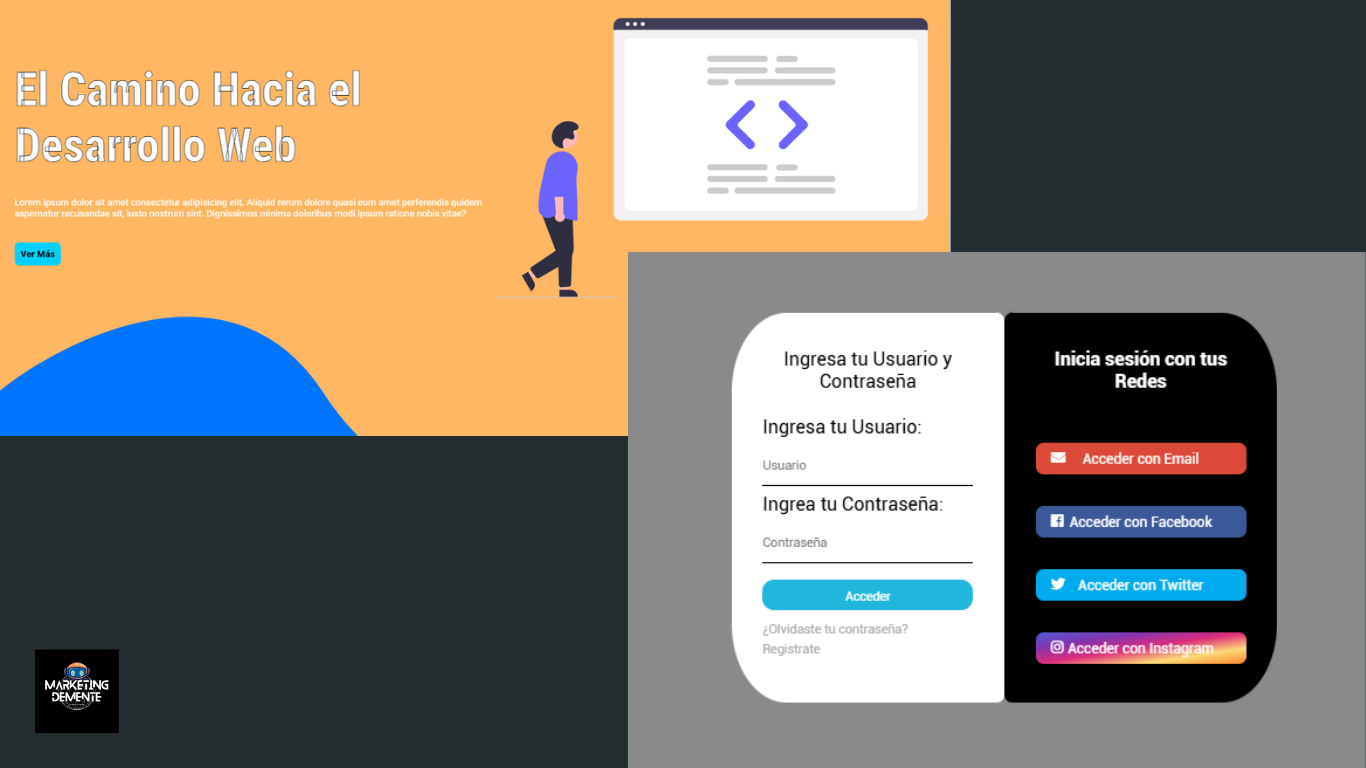 El Camino Hacia el
Desarrollo Web
Lorem ipsum dolor sit amet consectetur adipisicing elit. Aliquid rerum dolore quasi eum amet perferendis quidem
aspernatur recusandae sit, iusto nostrum sint. Dignissimos minima doloribus modi ipsum ratione nobis vitae?
Ver Más
Ingresa tu Usuario y
Contraseña
Ingresa tu Usuario:
Usuario
Ingrea tu Contraseña:
Contraseña
Acceder
¿Olvidaste tu contraseña?
Registrate
Inicia sesión con tus
Redes
Acceder con Email
Acceder con Facebook
Acceder con Twitter
Acceder con Instagram
MARKETING
DEMENTE